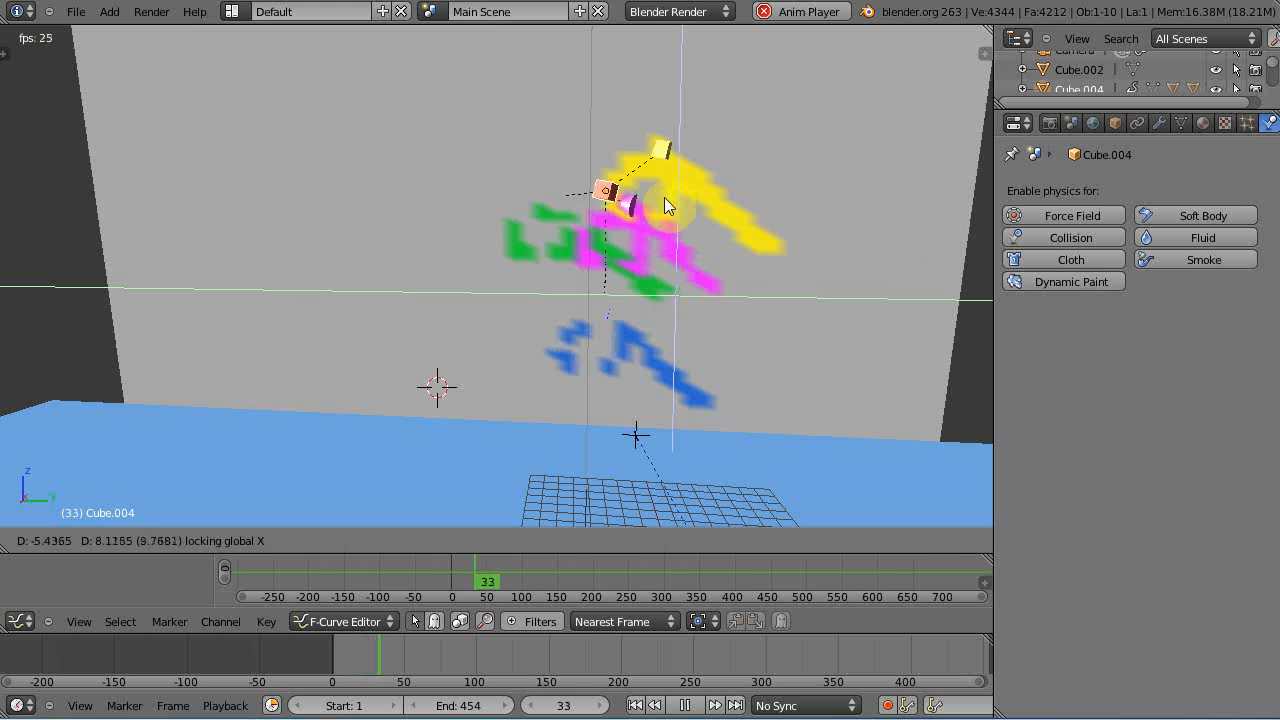 File Add Render Help Default Main Scene Blender Render Anim Player blender.org 263 | Ve:4344 | Fa:4212 | Ob:1-10 | La:1 | Mem:16.38M (18.21M)
fps: 25
View Search All Scenes
Camera
Cube.002
Cube.004
Cube.004
Enable physics for:
Force Field Soft Body
Collision Fluid
Cloth Smoke
Dynamic Paint
z
y
(33) Cube.004
D: -5.4365 D: 8.1155 (9.7681) locking global X
33
-250 -200 -150 -100 -50 0 50 100 150 200 250 300 350 400 450 500 550 600 650 700
View Select Marker Channel Key F-Curve Editor Filters Nearest Frame
-200 -150 -100 -50 0 50 100 150 200 250 300 350 400
View Marker Frame Playback Start: 1 End: 454 33 No Sync